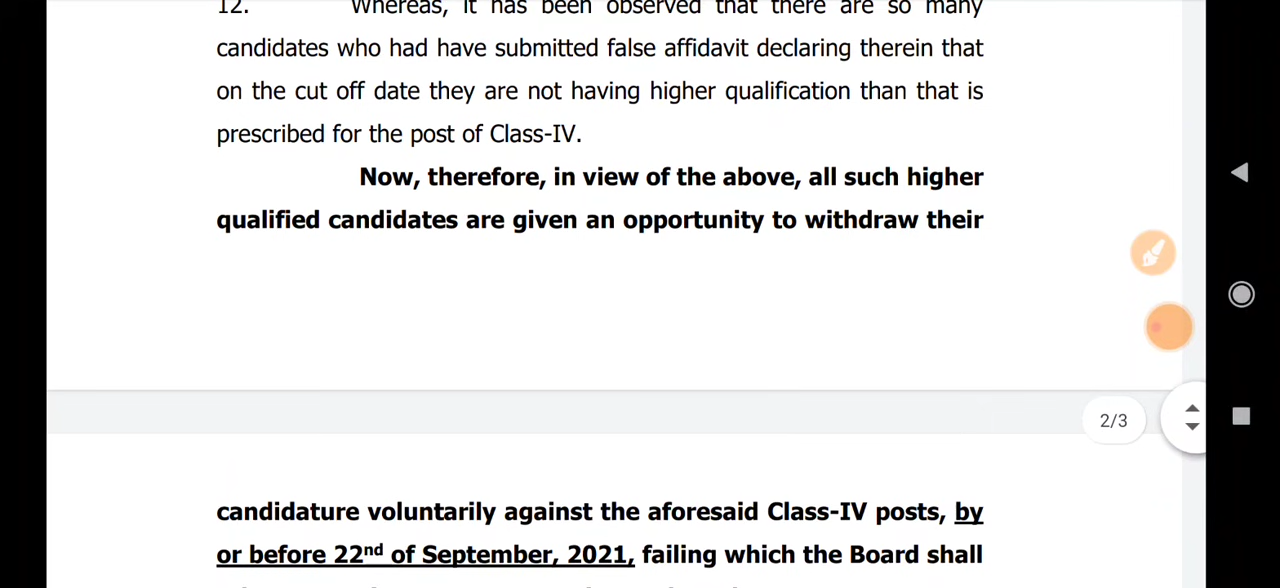 12. Whereas, it has been observed that there are so many
candidates who had have submitted false affidavit declaring therein that
on the cut off date they are not having higher qualification than that is
prescribed for the post of Class-IV.
Now, therefore, in view of the above, all such higher
qualified candidates are given an opportunity to withdraw their
2/3
candidature voluntarily against the aforesaid Class-IV posts, by
or before 22nd of September, 2021, failing which the Board shall